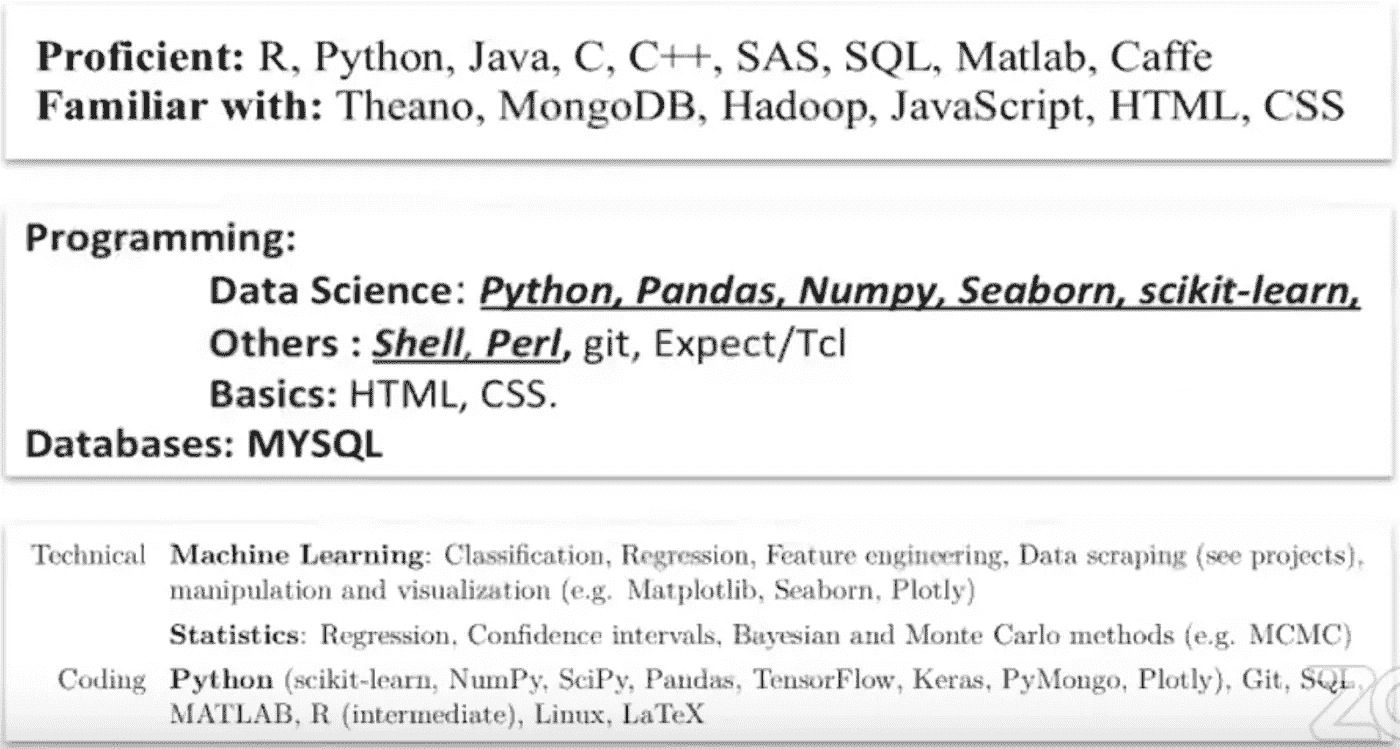 Proficient: R, Python, Java, C, C++, SAS, SQL, Matlab, Caffe
Familiar with: Theano, MongoDB, Hadoop, JavaScript, HTML, CSS
Programming:
Data Science: Python, Pandas, Numpy, Seaborn, scikit-learn,
Others : Shell, Perl, git, Expect/Tcl
Basics: HTML, CSS.
Databases: MYSQL
Technical Machine Learning: Classification, Regression, Feature engineering, Data scraping (see projects),
manipulation and visualization (e.g. Matplotlib, Seaborn, Plotly)
Statistics: Regression, Confidence intervals, Bayesian and Monte Carlo methods (e.g. MCMC)
Coding Python (scikit-learn, NumPy, SciPy, Pandas, TensorFlow, Keras, PyMongo, Plotly), Git, SQL,
MATLAB, R (intermediate), Linux, LaTeX